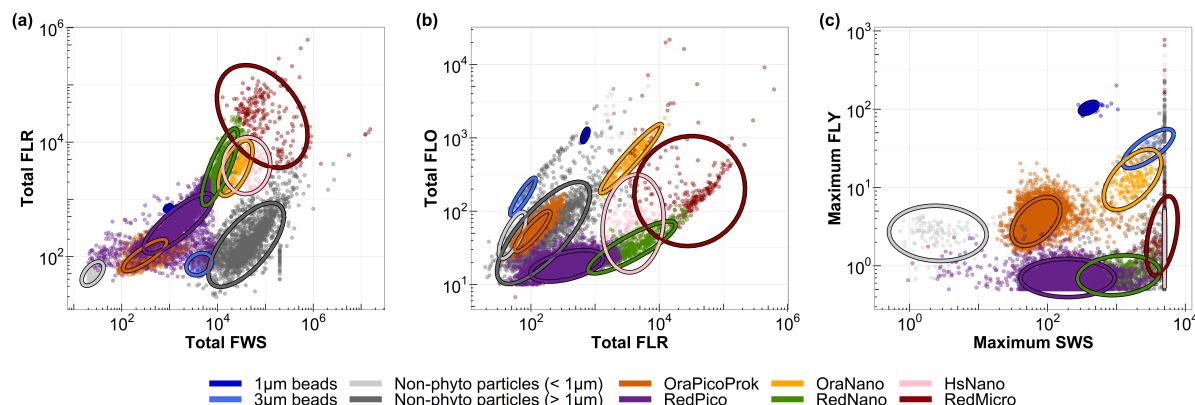 (a) (b) (c)
10^6 10^4 10^2
Total FLR
10^2 10^4 10^6
Total FWS
10^4 10^3 10^2 10^1
Total FLO
10^2 10^4 10^6
Total FLR
10^3 10^2 10^1 10^0
Maximum FLY
10^0 10^2 10^4
Maximum SWS
1µm beads Non-phyto particles (< 1µm) OraPicoProk OraNano HsNano
3µm beads Non-phyto particles (> 1µm) RedPico RedNano RedMicro